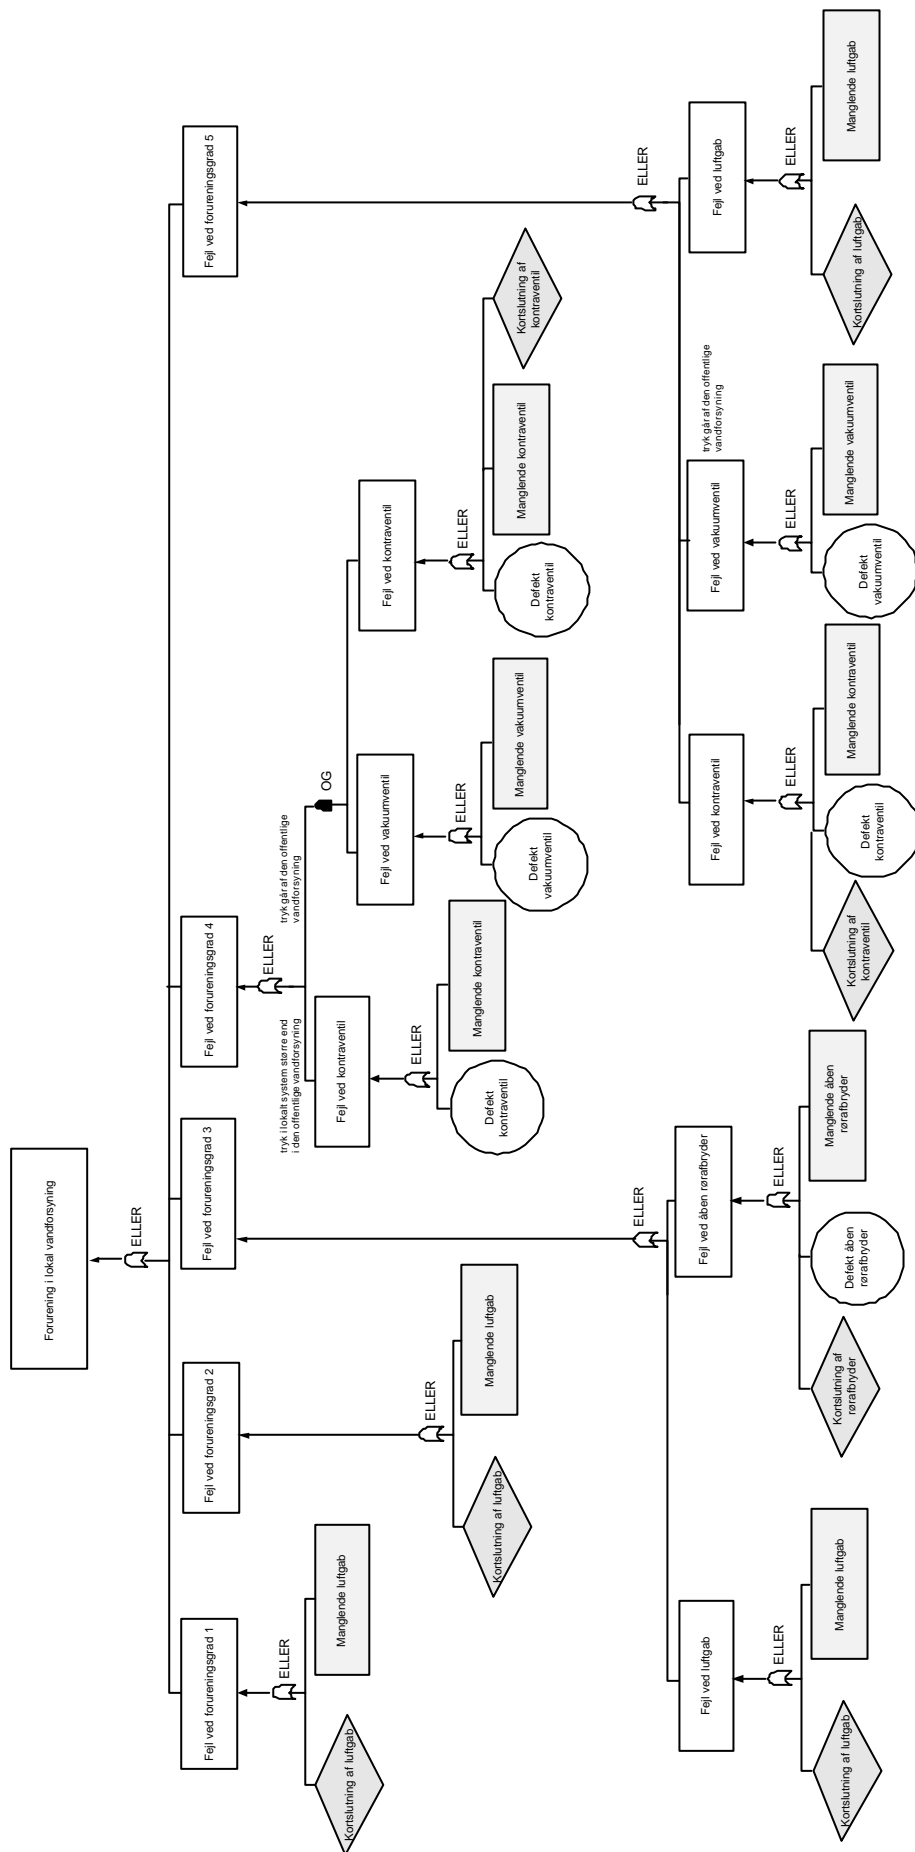 Forurening i lokal vandforsyning
ELLER
Fejl ved forureningsgrad 1
Fejl ved forureningsgrad 2
Fejl ved forureningsgrad 3
Fejl ved forureningsgrad 4
Fejl ved forureningsgrad 5
ELLER
Kortslutning af luftgab
Manglende luftgab
ELLER
Kortslutning af luftgab
Manglende luftgab
ELLER
Fejl ved luftgab
ELLER
Kortslutning af luftgab
Manglende luftgab
Fejl ved åben rørafbryder
ELLER
Kortslutning af
rørafbryder
Defekt åben
rørafbryder
Manglende åben
rørafbryder
ELLER
tryk i lokalt system større end
i den offentlige vandforsyning
tryk går af den offentlige
vandforsyning
Fejl ved kontraventil
ELLER
Defekt
kontraventil
Manglende kontraventil
OG
Fejl ved vakuumventil
ELLER
Defekt
vakuumventil
Manglende vakuumventil
Fejl ved kontraventil
ELLER
Defekt
kontraventil
Manglende kontraventil
Kortslutning af
kontraventil
ELLER
Fejl ved kontraventil
ELLER
Kortslutning af
kontraventil
Defekt
kontraventil
Manglende kontraventil
tryk går af den offentlige
vandforsyning
Fejl ved vakuumventil
ELLER
Defekt
vakuumventil
Manglende vakuumventil
Fejl ved luftgab
ELLER
Kortslutning af luftgab
Manglende luftgab